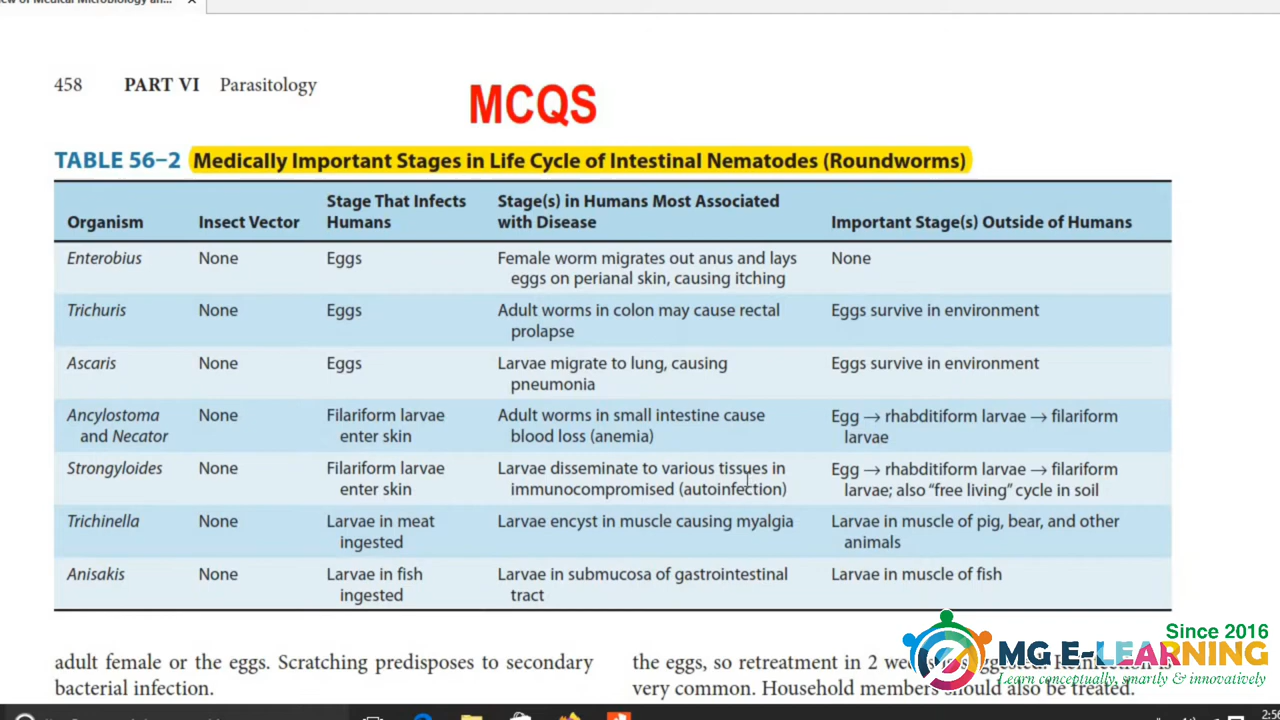 ew of Medical Microbiology an...
458 PART VI Parasitology
MCQS
TABLE 56–2 Medically Important Stages in Life Cycle of Intestinal Nematodes (Roundworms)
Organism
Insect Vector
Stage That Infects
Humans
Stage(s) in Humans Most Associated
with Disease
Important Stage(s) Outside of Humans
Enterobius
None
Eggs
Female worm migrates out anus and lays
eggs on perianal skin, causing itching
None
Trichuris
None
Eggs
Adult worms in colon may cause rectal
prolapse
Eggs survive in environment
Ascaris
None
Eggs
Larvae migrate to lung, causing
pneumonia
Eggs survive in environment
Ancylostoma
and Necator
None
Filariform larvae
enter skin
Adult worms in small intestine cause
blood loss (anemia)
Egg → rhabditiform larvae → filariform
larvae
Strongyloides
None
Filariform larvae
enter skin
Larvae disseminate to various tissues in
immunocompromised (autoinfection)
Egg → rhabditiform larvae → filariform
larvae; also “free living” cycle in soil
Trichinella
None
Larvae in meat
ingested
Larvae encyst in muscle causing myalgia
Larvae in muscle of pig, bear, and other
animals
Anisakis
None
Larvae in fish
ingested
Larvae in submucosa of gastrointestinal
tract
Larvae in muscle of fish
adult female or the eggs. Scratching predisposes to secondary
bacterial infection.
the eggs, so retreatment in 2 weeks is suggested. Reinfection is
very common. Household members should also be treated.
Since 2016
MG E-LEARNING
Learn conceptually, smartly & innovatively